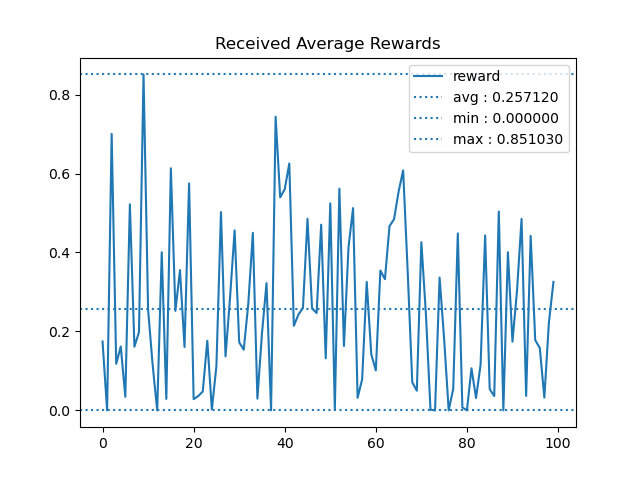 Received Average Rewards
reward
avg : 0.257120
min : 0.000000
max : 0.851030
0.8
0.6
0.4
0.2
0.0
0 20 40 60 80 100